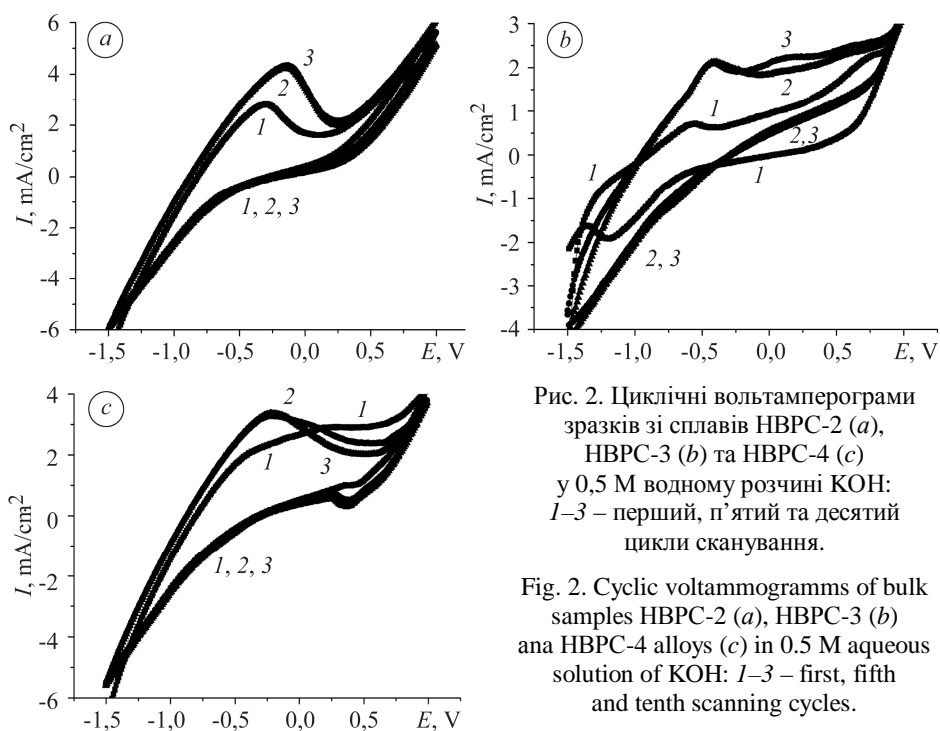 a
I, mA/cm2
6
4
2
0
-2
-4
-6
3
2
1
1, 2, 3
-1,5 -1,0 -0,5 0,0 0,5 E, V
b
I, mA/cm2
3
2
1
0
-1
-2
-3
-4
3
2
1
2,3
1
1
2, 3
-1,5 -1,0 -0,5 0,0 0,5 E, V
c
I, mA/cm2
4
2
0
-2
-4
-6
2
1
1
3
1, 2, 3
-1,5 -1,0 -0,5 0,0 0,5 E, V
Рис. 2. Циклічні вольтамперограми
зразків зі сплавів НВРС-2 (a),
НВРС-3 (b) та НВРС-4 (c)
у 0,5 М водному розчині KOH:
1–3 – перший, п’ятий та десятий
цикли сканування.
Fig. 2. Cyclic voltammogramms of bulk
samples HBPC-2 (a), HBPC-3 (b)
ana HBPC-4 alloys (c) in 0.5 M aqueous
solution of KOH: 1–3 – first, fifth
and tenth scanning cycles.